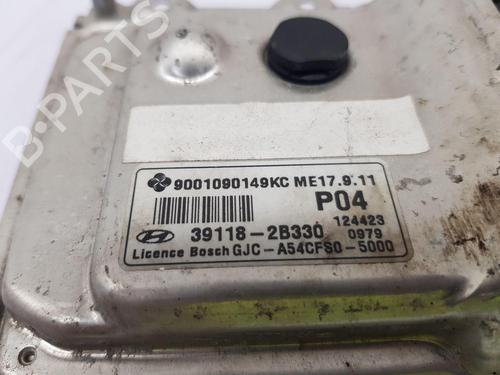 B-PARTS
9001090149KC ME17.9.11
P04
124423
39118-2B330 0979
Licence Bosch GJC-A54CFS0-5000